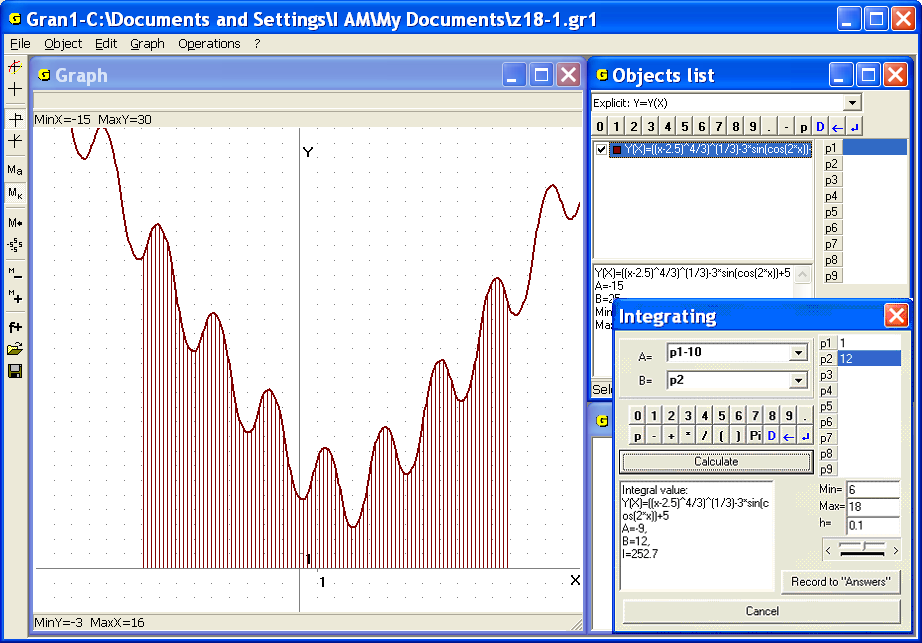 Gran1-C:\Documents and Settings\I AM\My Documents\z18-1.gr1
File Object Edit Graph Operations ?
Graph
MinX=-15 MaxY=30
Y
1
1
X
MinY=-3 MaxX=16
Ma
Mк
M
M
f+
Objects list
Explicit: Y=Y(X)
0 1 2 3 4 5 6 7 8 9 . - p D
Y(X)=((x-2.5)^4/3)^(1/3)-3*sin(cos(2*x))
p1
p2
p3
p4
p5
p6
p7
p8
p9
Y(X)=((x-2.5)^4/3)^(1/3)-3*sin(cos(2*x))+5
A=-15
B=25
Min
Ma
Sele
Integrating
A= p1-10
B= p2
0 1 2 3 4 5 6 7 8 9 .
p - + * / ( ) Pi D
Calculate
p1 1
p2 12
p3
p4
p5
p6
p7
p8
p9
Integral value:
Y(X)=((x-2.5)^4/3)^(1/3)-3*sin(c
os(2*x))+5
A=-9,
B=12,
I=252.7
Min= 6
Max= 18
h= 0.1
< >
Record to "Answers"
Cancel